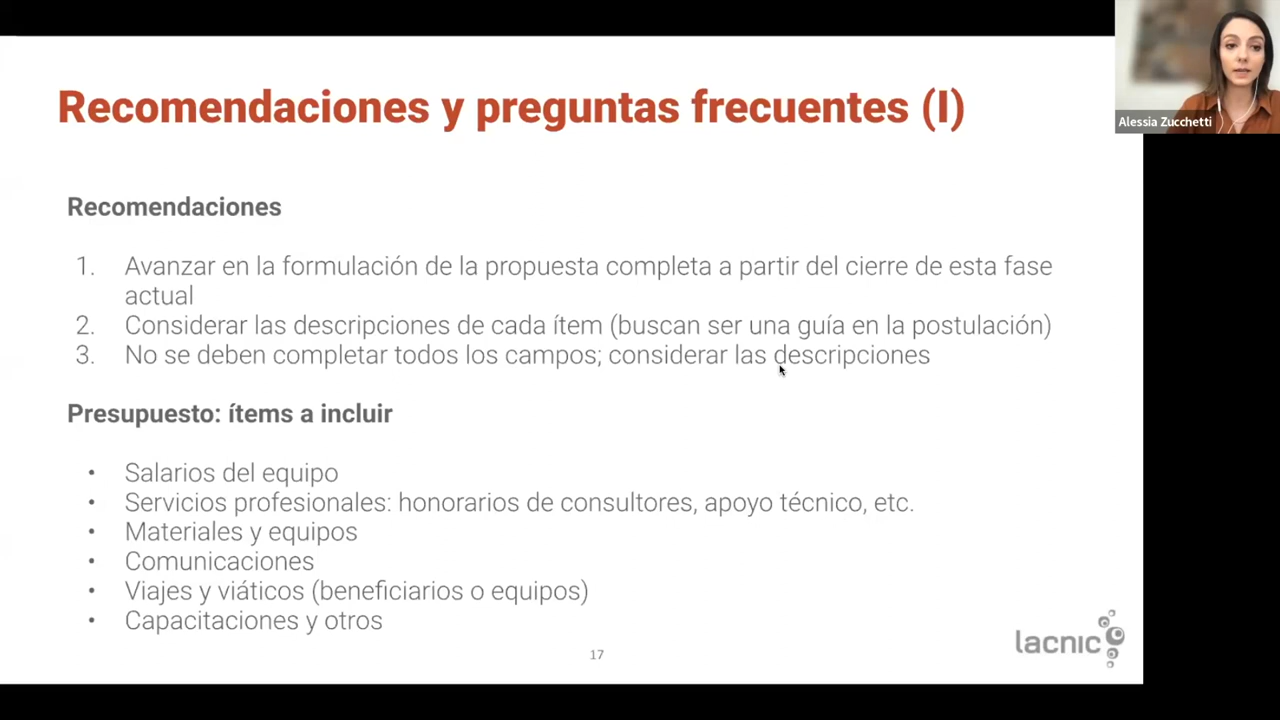 Recomendaciones y preguntas frecuentes (I)
Alessia Zucchetti
Recomendaciones
1. Avanzar en la formulación de la propuesta completa a partir del cierre de esta fase
actual
2. Considerar las descripciones de cada ítem (buscan ser una guía en la postulación)
3. No se deben completar todos los campos; considerar las descripciones
Presupuesto: ítems a incluir
• Salarios del equipo
• Servicios profesionales: honorarios de consultores, apoyo técnico, etc.
• Materiales y equipos
• Comunicaciones
• Viajes y viáticos (beneficiarios o equipos)
• Capacitaciones y otros
17
lacnic